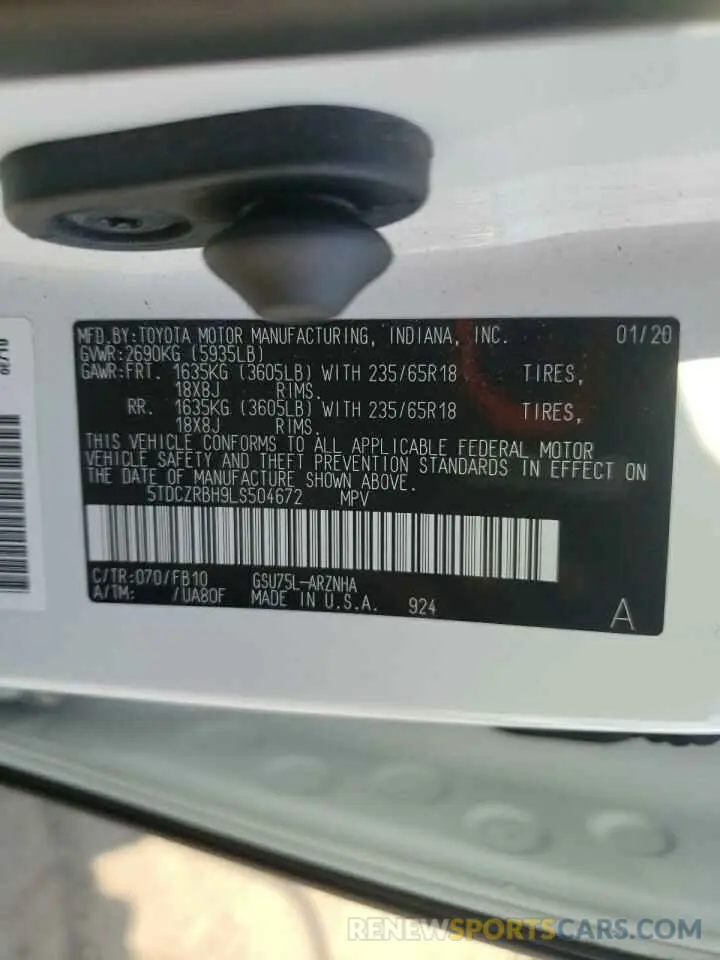 MFD.BY:TOYOTA MOTOR MANUFACTURING, INDIANA, INC. 01/20
GVWR:2690KG (5935LB)
GAWR:FRT. 1635KG (3605LB) WITH 235/65R18 TIRES,
18X8J RIMS.
RR. 1635KG (3605LB) WITH 235/65R18 TIRES,
18X8J RIMS.
THIS VEHICLE CONFORMS TO ALL APPLICABLE FEDERAL MOTOR
VEHICLE SAFETY AND THEFT PREVENTION STANDARDS IN EFFECT ON
THE DATE OF MANUFACTURE SHOWN ABOVE.
5TDCZRBH9LS504672 MPV
C/TR:070/FB10 GSU75L-ARZNHA
A/TM: /UA80F MADE IN U.S.A. 924 A
01/20
RENEWSPORTSCARS.COM